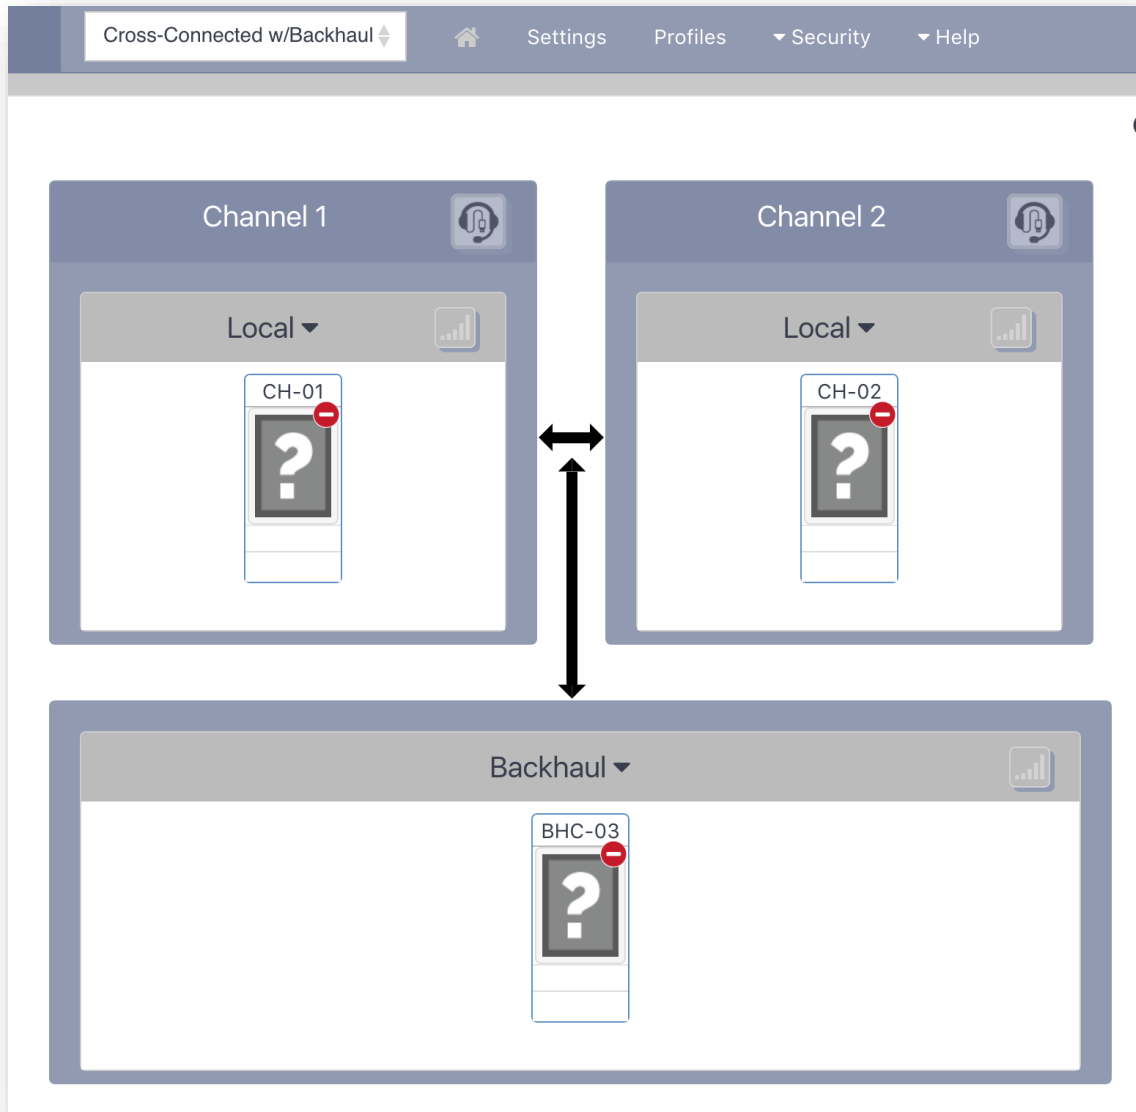 Cross-Connected w/Backhaul Settings Profiles Security Help
Channel 1 Channel 2
Local Local
CH-01 CH-02
? ?
Backhaul
BHC-03
?